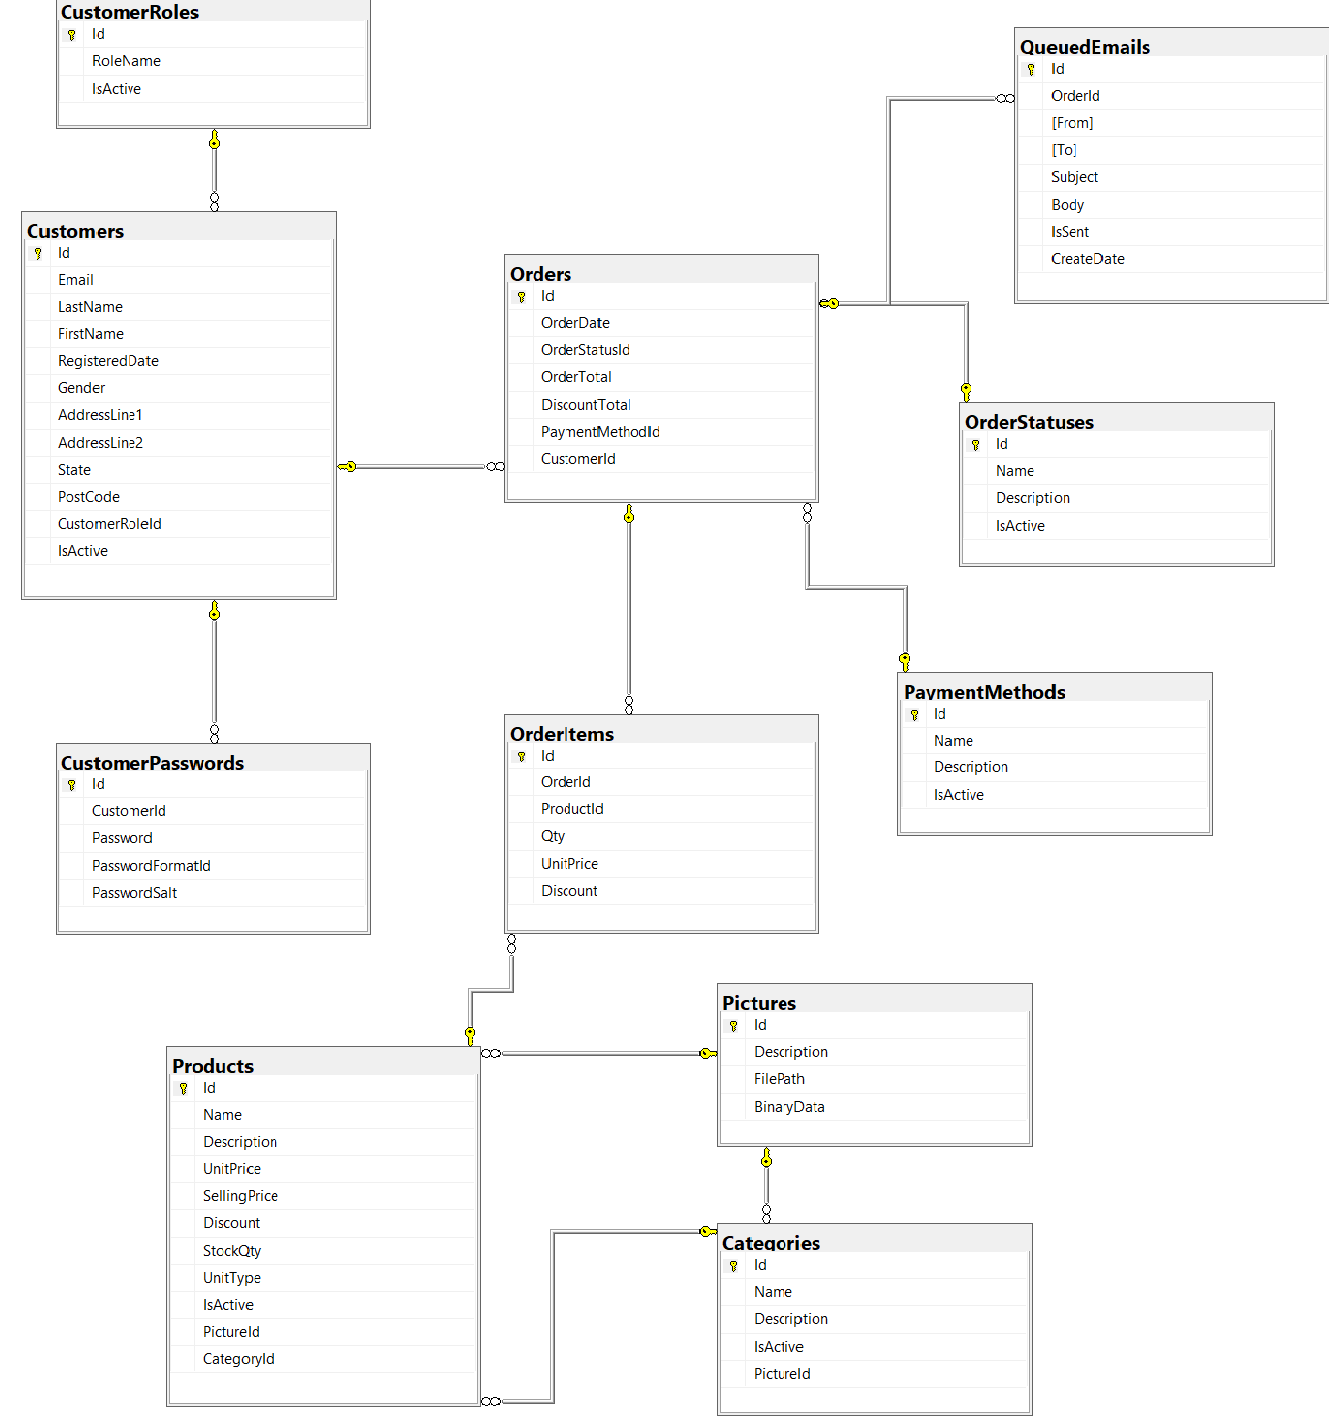 CustomerRoles
Id
RoleName
IsActive
QueuedEmails
Id
OrderId
[From]
[To]
Subject
Body
IsSent
CreateDate
Customers
Id
Email
LastName
FirstName
RegisteredDate
Gender
AddressLine1
AddressLine2
State
PostCode
CustomerRoleId
IsActive
Orders
Id
OrderDate
OrderStatusId
OrderTotal
DiscountTotal
PaymentMethodId
CustomerId
OrderStatuses
Id
Name
Description
IsActive
PaymentMethods
Id
Name
Description
IsActive
CustomerPasswords
Id
CustomerId
Password
PasswordFormatId
PasswordSalt
OrderItems
Id
OrderId
ProductId
Qty
UnitPrice
Discount
Pictures
Id
Description
FilePath
BinaryData
Products
Id
Name
Description
UnitPrice
SellingPrice
Discount
StockQty
UnitType
IsActive
PictureId
CategoryId
Categories
Id
Name
Description
IsActive
PictureId